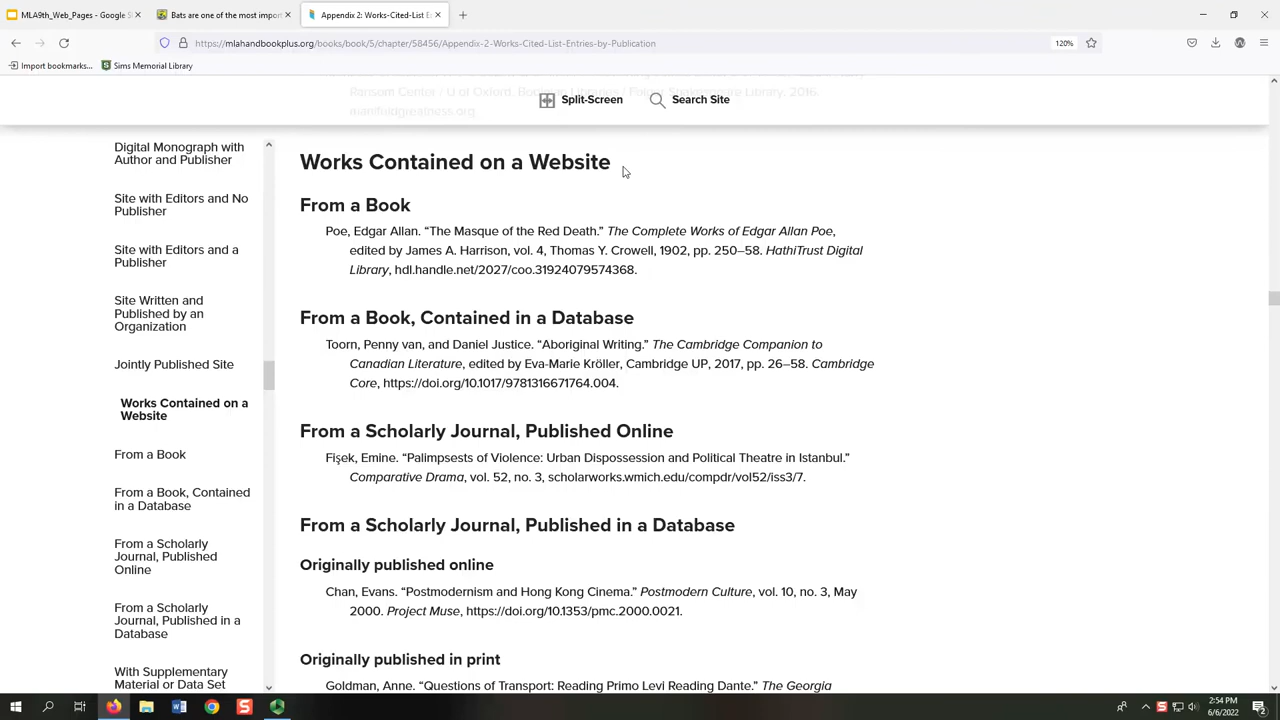 MLA9th_Web_Pages - Google S
Bats are one of the most import
Appendix 2: Works-Cited-List E
https://mlahandbookplus.org/books/book/5/chapter/58456/Appendix-2-Works-Cited-List-Entries-by-Publication
120%
Import bookmarks...
Sims Memorial Library
Ransom Center / U of Oxford, Bodleian Libraries / Folger Shakespeare Library, 2016.
manifoldgreatness.org.
Split-Screen
Search Site
Digital Monograph with
Author and Publisher
Site with Editors and No
Publisher
Site with Editors and a
Publisher
Site Written and
Published by an
Organization
Jointly Published Site
Works Contained on a
Website
From a Book
From a Book, Contained
in a Database
From a Scholarly
Journal, Published
Online
From a Scholarly
Journal, Published in a
Database
With Supplementary
Material or Data Set
Works Contained on a Website
From a Book
Poe, Edgar Allan. “The Masque of the Red Death.” The Complete Works of Edgar Allan Poe,
edited by James A. Harrison, vol. 4, Thomas Y. Crowell, 1902, pp. 250–58. HathiTrust Digital
Library, hdl.handle.net/2027/coo.31924079574368.
From a Book, Contained in a Database
Toorn, Penny van, and Daniel Justice. “Aboriginal Writing.” The Cambridge Companion to
Canadian Literature, edited by Eva-Marie Kröller, Cambridge UP, 2017, pp. 26–58. Cambridge
Core, https://doi.org/10.1017/9781316671764.004.
From a Scholarly Journal, Published Online
Fişek, Emine. “Palimpsests of Violence: Urban Dispossession and Political Theatre in Istanbul.”
Comparative Drama, vol. 52, no. 3, scholarworks.wmich.edu/compdr/vol52/iss3/7.
From a Scholarly Journal, Published in a Database
Originally published online
Chan, Evans. “Postmodernism and Hong Kong Cinema.” Postmodern Culture, vol. 10, no. 3, May
2000. Project Muse, https://doi.org/10.1353/pmc.2000.0021.
Originally published in print
Goldman, Anne. “Questions of Transport: Reading Primo Levi Reading Dante.” The Georgia
2:54 PM
6/6/2022